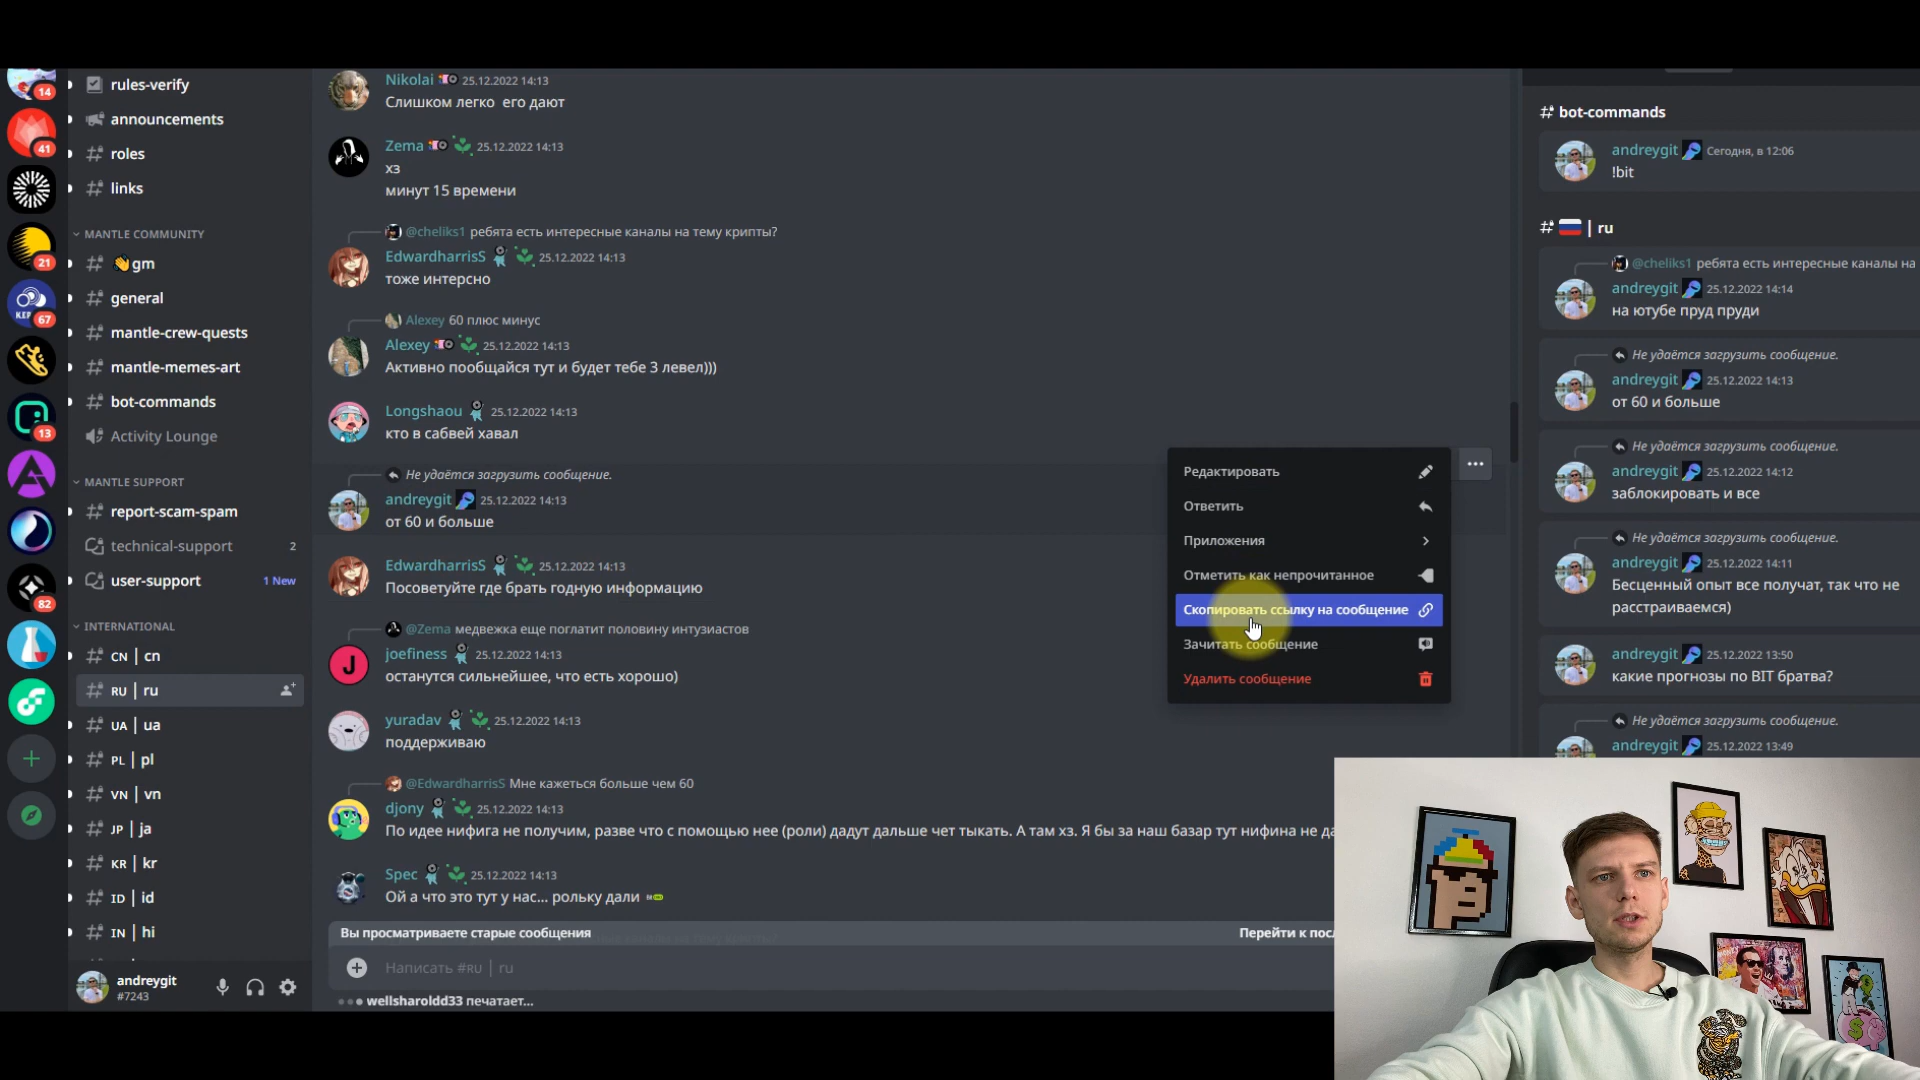 14
41
21
67
13
82
rules-verify
announcements
roles
links
MANTLE COMMUNITY
gm
general
mantle-crew-quests
mantle-memes-art
bot-commands
Activity Lounge
MANTLE SUPPORT
report-scam-spam
technical-support 2
user-support 1 New
INTERNATIONAL
CN | cn
RU | ru
UA | ua
PL | pl
VN | vn
JP | ja
KR | kr
ID | id
IN | hi
andreygit
#7243
Nikolai 25.12.2022 14:13
Слишком легко его дают
Zema 25.12.2022 14:13
хз
минут 15 времени
@cheliks1 ребята есть интересные каналы на тему крипты?
EdwardharrisS 25.12.2022 14:13
тоже интерсно
Alexey 60 плюс минус
Alexey 25.12.2022 14:13
Активно пообщайся тут и будет тебе 3 левел)))
Longshaou 25.12.2022 14:13
кто в сабвей хавал
Не удаётся загрузить сообщение.
andreygit 25.12.2022 14:13
от 60 и больше
EdwardharrisS 25.12.2022 14:13
Посоветуйте где брать годную информацию
@Zema медвежка еще поглатит половину интузиастов
joefiness 25.12.2022 14:13
J
останутся сильнейшее, что есть хорошо)
yuradav 25.12.2022 14:13
поддерживаю
@EdwardharrisS Мне кажеться больше чем 60
djony 25.12.2022 14:13
По идее нифига не получим, разве что с помощью нее (роли) дадут дальше чет тыкать. А там хз. Я бы за наш базар тут нифина не да
Spec 25.12.2022 14:13
Ой а что это тут у нас... рольку дали
Вы просматриваете старые сообщения Перейти к посл
Написать #RU | ru
wellsharoldd33 печатает...
Редактировать
Ответить
Приложения
Отметить как непрочитанное
Скопировать ссылку на сообщение
Зачитать сообщение
Удалить сообщение
# bot-commands
andreygit Сегодня, в 12:06
!bit
# | ru
@cheliks1 ребята есть интересные каналы на
andreygit 25.12.2022 14:14
на ютубе пруд пруди
Не удаётся загрузить сообщение.
andreygit 25.12.2022 14:13
от 60 и больше
Не удаётся загрузить сообщение.
andreygit 25.12.2022 14:12
заблокировать и все
Не удаётся загрузить сообщение.
andreygit 25.12.2022 14:11
Бесценный опыт все получат, так что не
расстраиваемся)
andreygit 25.12.2022 13:50
какие прогнозы по BIT братва?
Не удаётся загрузить сообщение.
andreygit 25.12.2022 13:49